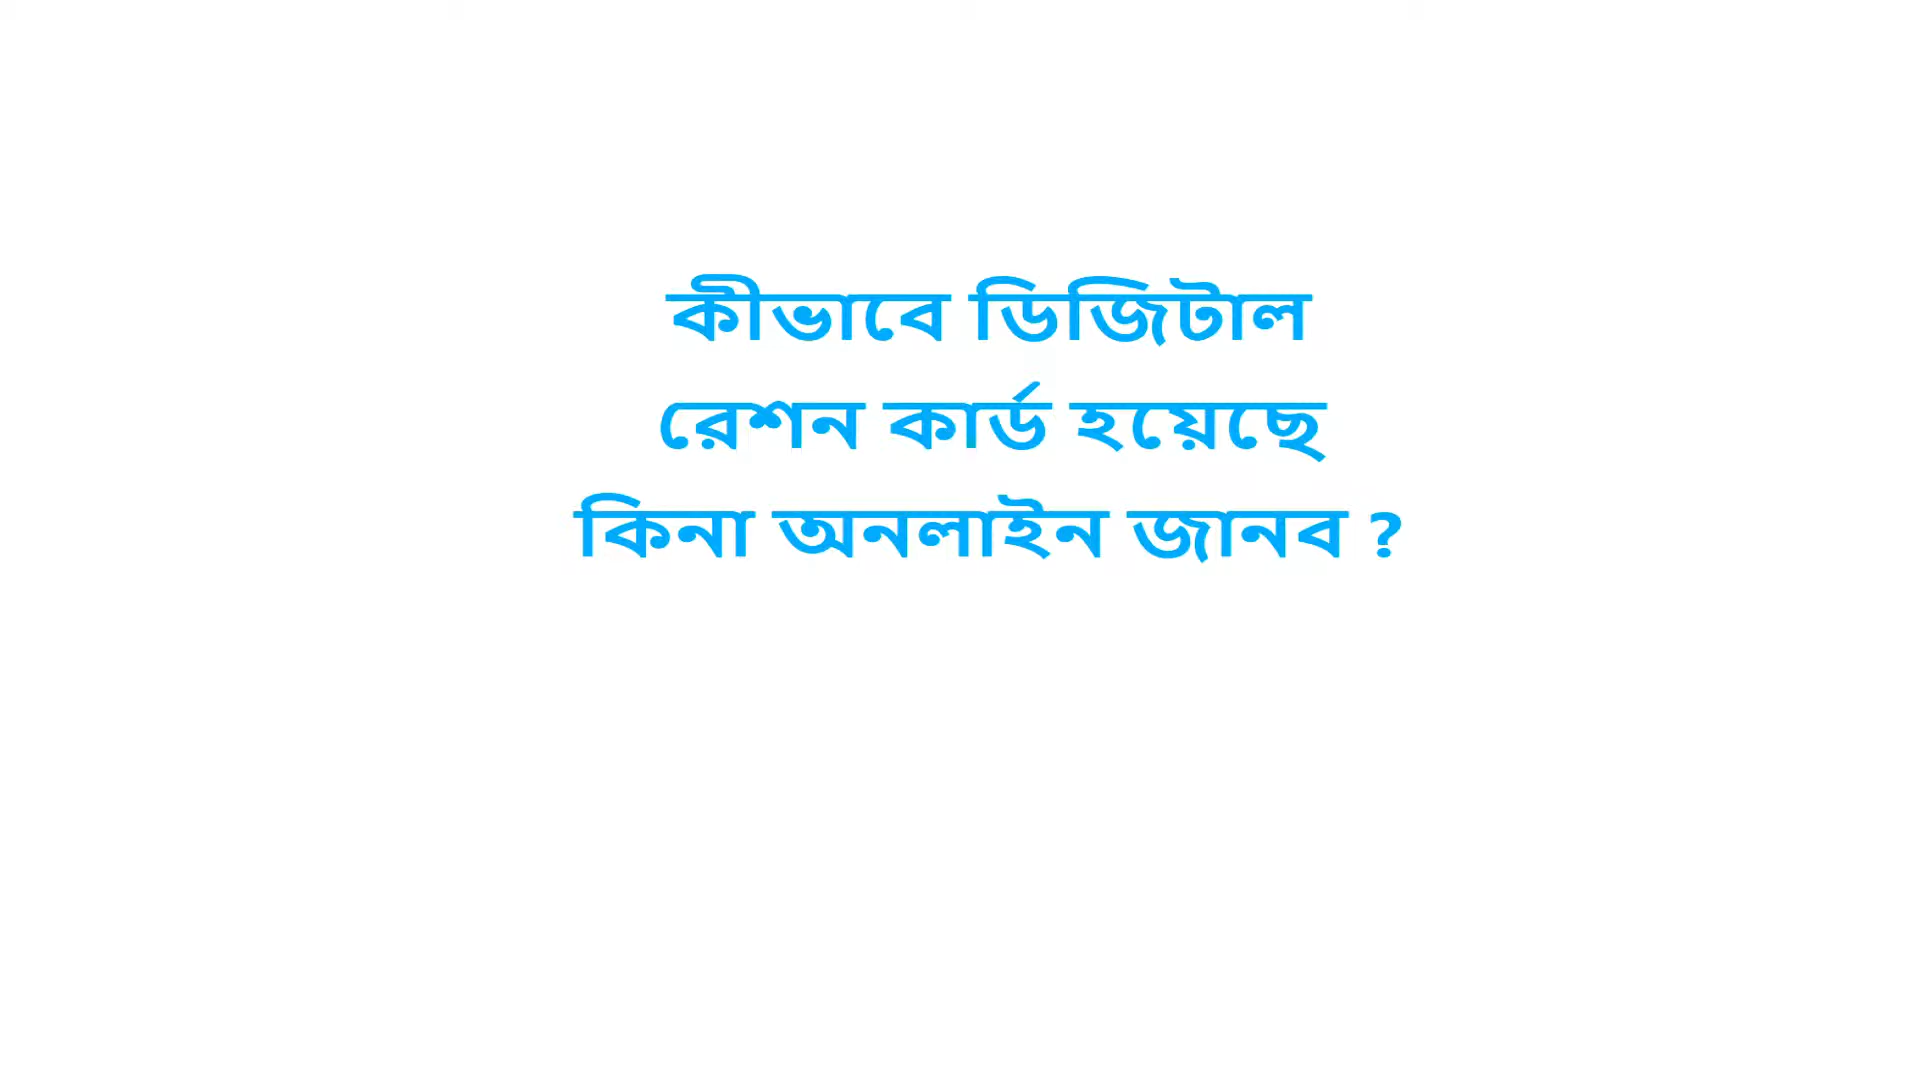 কীভাবে ডিজিটাল
রেশন কার্ড হয়েছে
কিনা অনলাইন জানব ?